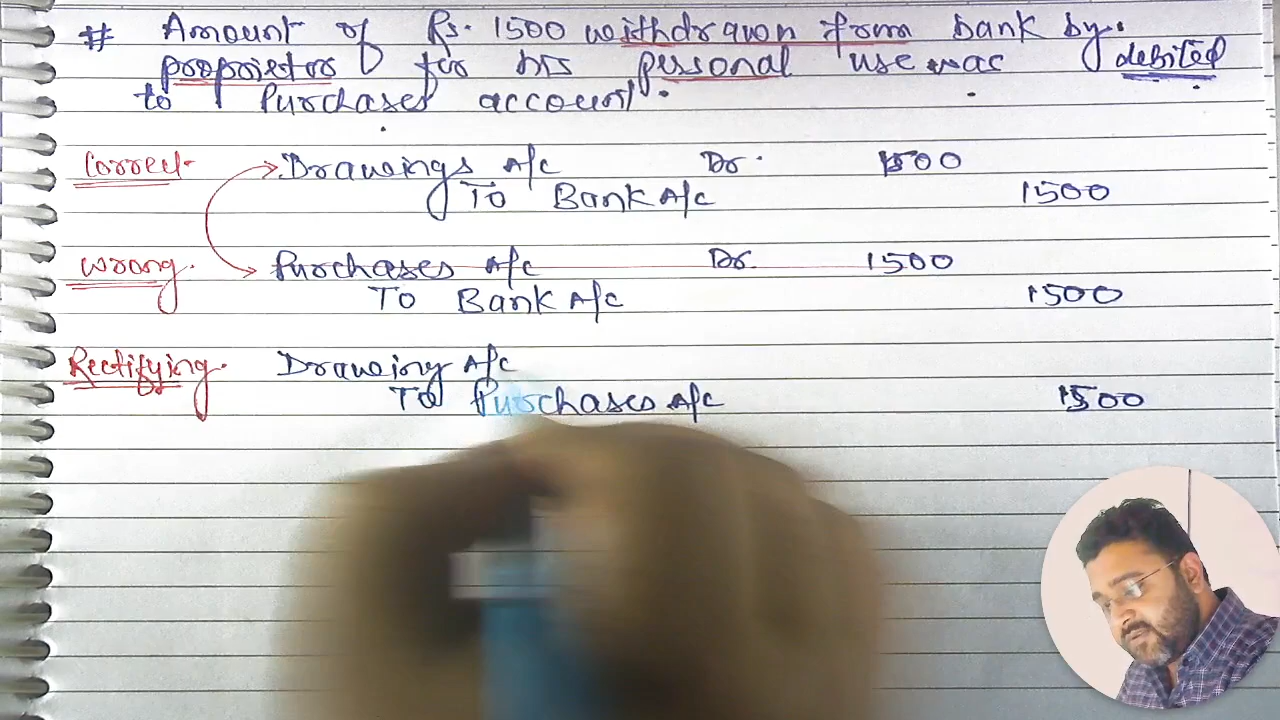 # Amount of Rs. 1500 withdrawn from bank by
proprietor for his personal use was debited
to Purchases account.
Correct Drawings A/c Dr. 1500
To Bank A/c 1500
Wrong. Purchases A/c Dr. 1500
To Bank A/c 1500
Rectifying. Drawing A/c
To Purchases A/c 1500